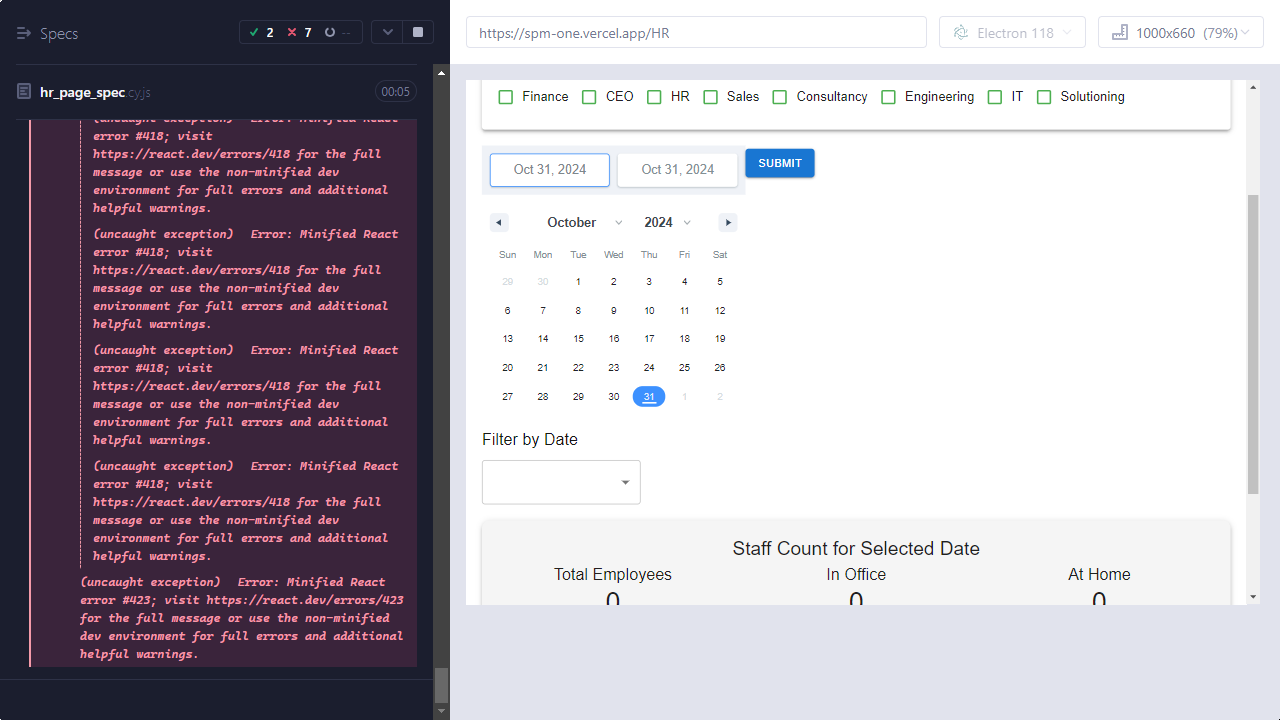 Specs
2 7 --
hr_page_spec.cy.js 00:05
(uncaught exception) Error: Minified React
error #418; visit
https://react.dev/errors/418 for the full
message or use the non-minified dev
environment for full errors and additional
helpful warnings.
(uncaught exception) Error: Minified React
error #418; visit
https://react.dev/errors/418 for the full
message or use the non-minified dev
environment for full errors and additional
helpful warnings.
(uncaught exception) Error: Minified React
error #418; visit
https://react.dev/errors/418 for the full
message or use the non-minified dev
environment for full errors and additional
helpful warnings.
(uncaught exception) Error: Minified React
error #418; visit
https://react.dev/errors/418 for the full
message or use the non-minified dev
environment for full errors and additional
helpful warnings.
(uncaught exception) Error: Minified React
error #423; visit https://react.dev/errors/423
for the full message or use the non-minified
dev environment for full errors and additional
helpful warnings.
https://spm-one.vercel.app/HR
Electron 118
1000x660 (79%)
Finance CEO HR Sales Consultancy Engineering IT Solutioning
Oct 31, 2024 Oct 31, 2024 SUBMIT
October 2024
Sun Mon Tue Wed Thu Fri Sat
29 30 1 2 3 4 5
6 7 8 9 10 11 12
13 14 15 16 17 18 19
20 21 22 23 24 25 26
27 28 29 30 31 1 2
Filter by Date
Staff Count for Selected Date
Total Employees In Office At Home
0 0 0